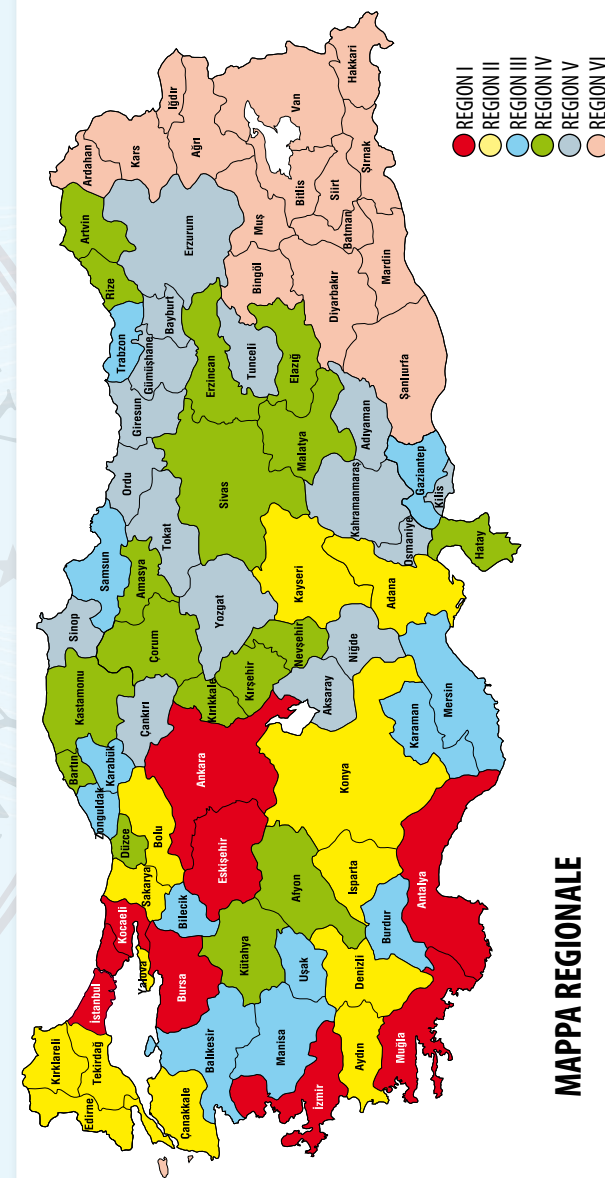 MAPPA REGIONALE
REGION I
REGION II
REGION III
REGION IV
REGION V
REGION VI
Kırklareli
Edirne
Tekirdağ
İstanbul
Kocaeli
Yalova
Sakarya
Düzce
Bolu
Zonguldak
Bartın
Karabük
Kastamonu
Çankırı
Sinop
Samsun
Amasya
Çorum
Tokat
Ordu
Giresun
Gümüşhane
Trabzon
Bayburt
Rize
Artvin
Ardahan
Kars
Iğdır
Ağrı
Erzurum
Çanakkale
Balıkesir
Bursa
Bilecik
Eskişehir
Ankara
Kırıkkale
Kırşehir
Yozgat
Sivas
Erzincan
Tunceli
Bingöl
Muş
Bitlis
Van
Hakkari
Manisa
Kütahya
Uşak
Afyon
İzmir
Aydın
Denizli
Isparta
Burdur
Muğla
Antalya
Konya
Karaman
Mersin
Aksaray
Nevşehir
Niğde
Kayseri
Adana
Kahramanmaraş
Osmaniye
Hatay
Malatya
Elazığ
Adıyaman
Gaziantep
Kilis
Şanlıurfa
Diyarbakır
Mardin
Batman
Siirt
Şırnak